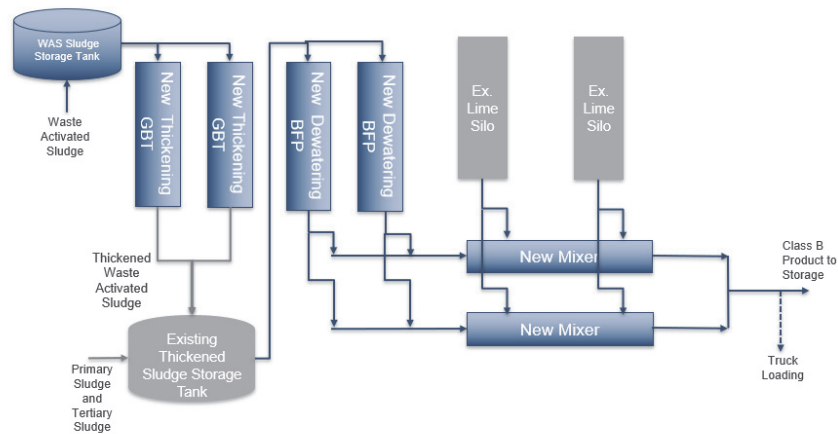 WAS Sludge
Storage Tank
Waste
Activated
Sludge
New Thickening
GBT
New Thickening
GBT
New Dewatering
BFP
New Dewatering
BFP
Ex.
Lime
Silo
Ex.
Lime
Silo
Thickened
Waste
Activated
Sludge
New Mixer
New Mixer
Class B
Product to
Storage
Truck
Loading
Existing
Thickened
Sludge Storage
Tank
Primary
Sludge
and
Tertiary
Sludge